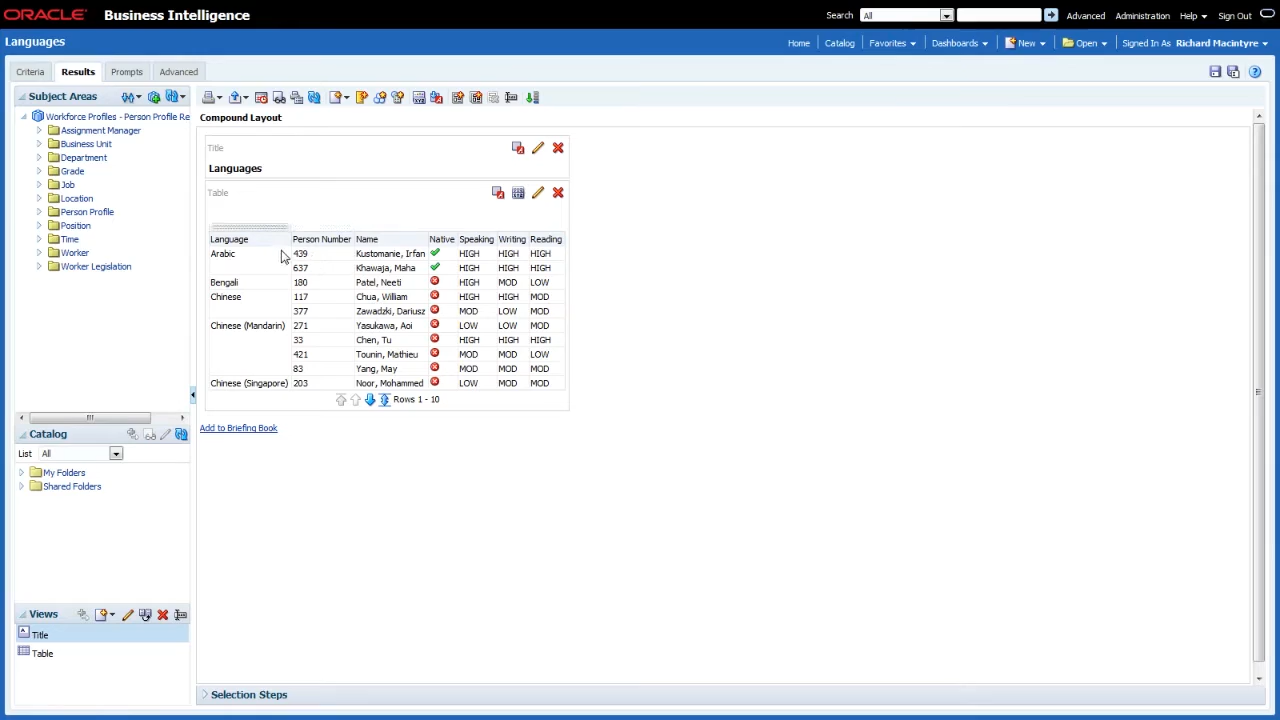 ORACLE Business Intelligence
Search All Advanced Administration Help Sign Out
Languages
Home Catalog Favorites Dashboards New Open Signed In As Richard Macintyre
Criteria Results Prompts Advanced
Subject Areas
Workforce Profiles - Person Profile Re
Assignment Manager
Business Unit
Department
Grade
Job
Location
Person Profile
Position
Time
Worker
Worker Legislation
Catalog
List All
My Folders
Shared Folders
Views
Title
Table
Compound Layout
Title
Languages
Table
Language Person Number Name Native Speaking Writing Reading
Arabic 439 Kustomanie, Irfan HIGH HIGH HIGH
637 Khawaja, Maha HIGH HIGH HIGH
Bengali 180 Patel, Neeti HIGH MOD LOW
Chinese 117 Chua, William HIGH HIGH MOD
377 Zawadzki, Dariusz MOD LOW MOD
Chinese (Mandarin) 271 Yasukawa, Aoi LOW LOW MOD
33 Chen, Tu HIGH HIGH HIGH
421 Tounin, Mathieu MOD MOD LOW
83 Yang, May MOD MOD MOD
Chinese (Singapore) 203 Noor, Mohammed LOW MOD MOD
Rows 1 - 10
Add to Briefing Book
Selection Steps